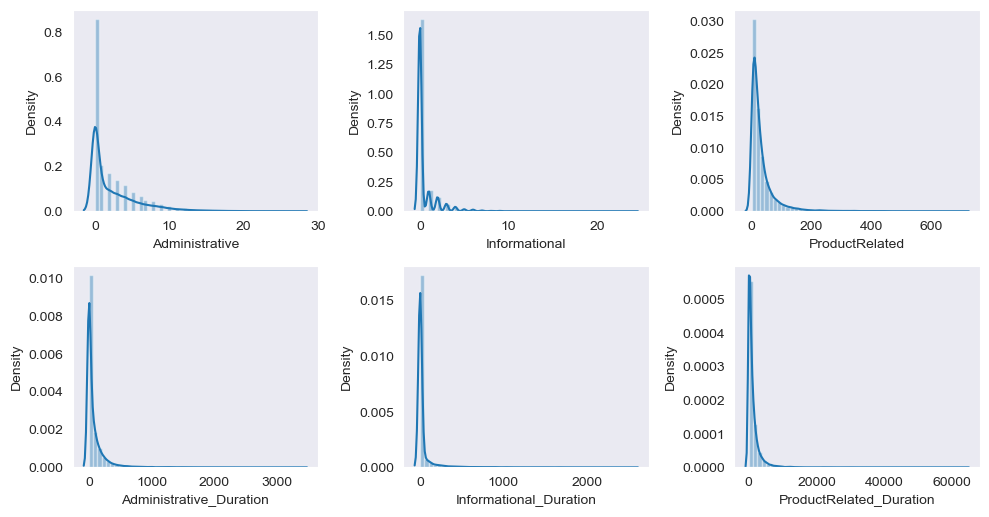 0.8
0.6
0.4
0.2
0.0
Density
0 10 20 30
Administrative
1.50
1.25
1.00
0.75
0.50
0.25
0.00
Density
0 10 20
Informational
0.030
0.025
0.020
0.015
0.010
0.005
0.000
Density
0 200 400 600
ProductRelated
0.010
0.008
0.006
0.004
0.002
0.000
Density
0 1000 2000 3000
Administrative_Duration
0.015
0.010
0.005
0.000
Density
0 1000 2000
Informational_Duration
0.0005
0.0004
0.0003
0.0002
0.0001
0.0000
Density
0 20000 40000 60000
ProductRelated_Duration